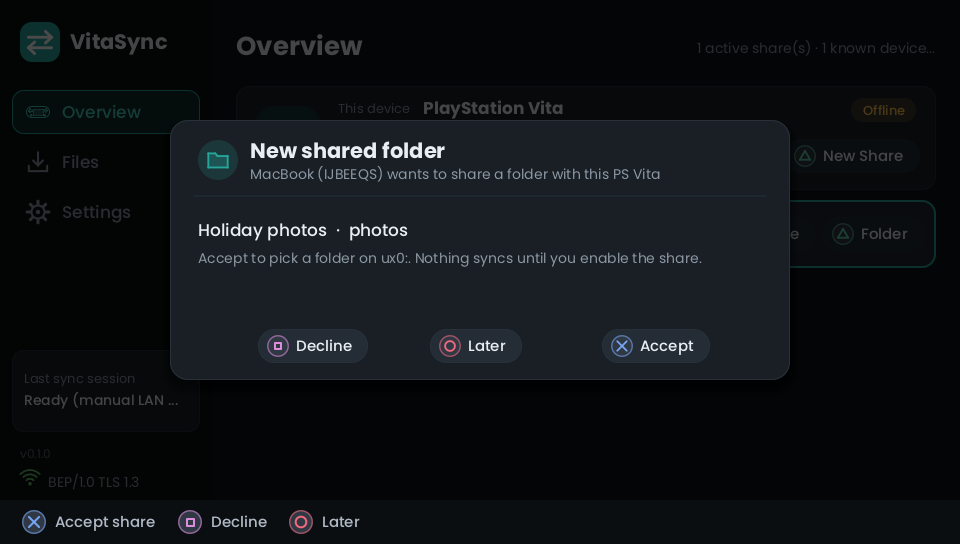 VitaSync
Overview
1 active share(s) · 1 known device...
Overview
Files
Settings
This device PlayStation Vita
Offline
New Share
Folder
New shared folder
MacBook (IJBEEQS) wants to share a folder with this PS Vita
Holiday photos · photos
Accept to pick a folder on ux0:. Nothing syncs until you enable the share.
Decline
Later
Accept
Last sync session
Ready (manual LAN ...
v0.1.0
BEP/1.0 TLS 1.3
Accept share
Decline
Later